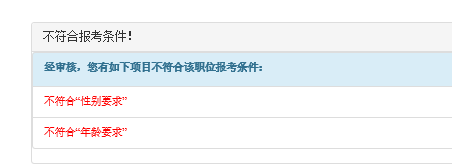 不符合报考条件！
经审核，您有如下项目不符合该职位报考条件：
不符合“性别要求”
不符合“年龄要求”